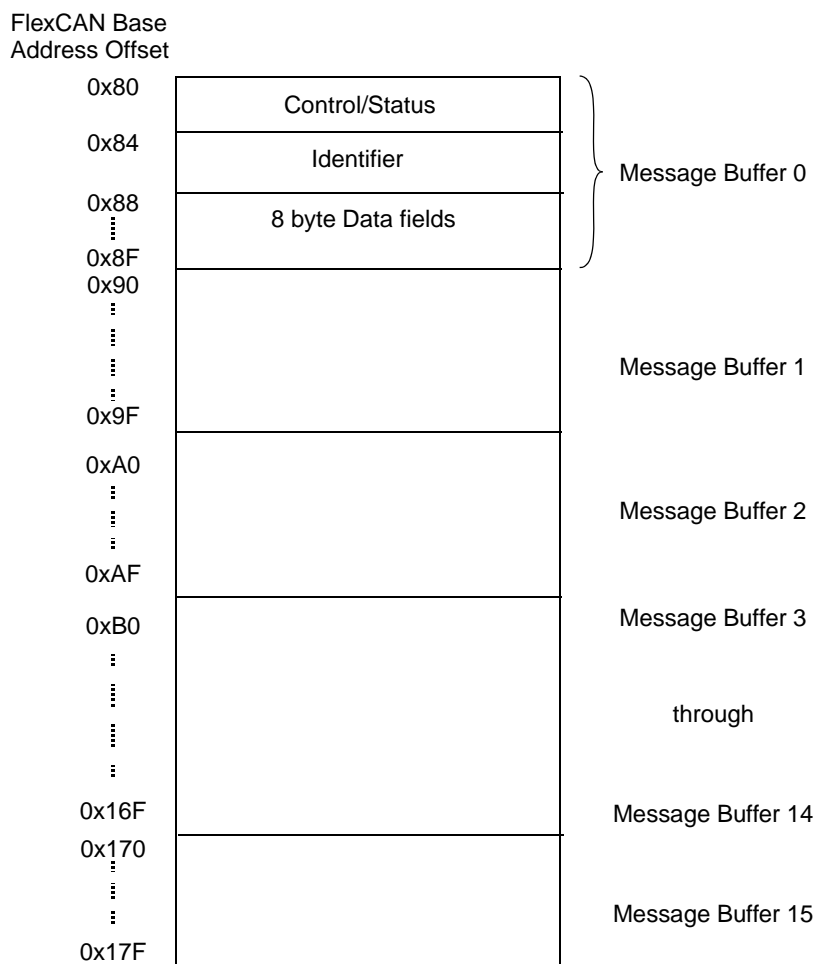 FlexCAN Base
Address Offset
0x80
Control/Status
0x84
Identifier
Message Buffer 0
0x88
8 byte Data fields
0x8F
0x90
Message Buffer 1
0x9F
0xA0
Message Buffer 2
0xAF
0xB0
Message Buffer 3
through
0x16F
Message Buffer 14
0x170
Message Buffer 15
0x17F